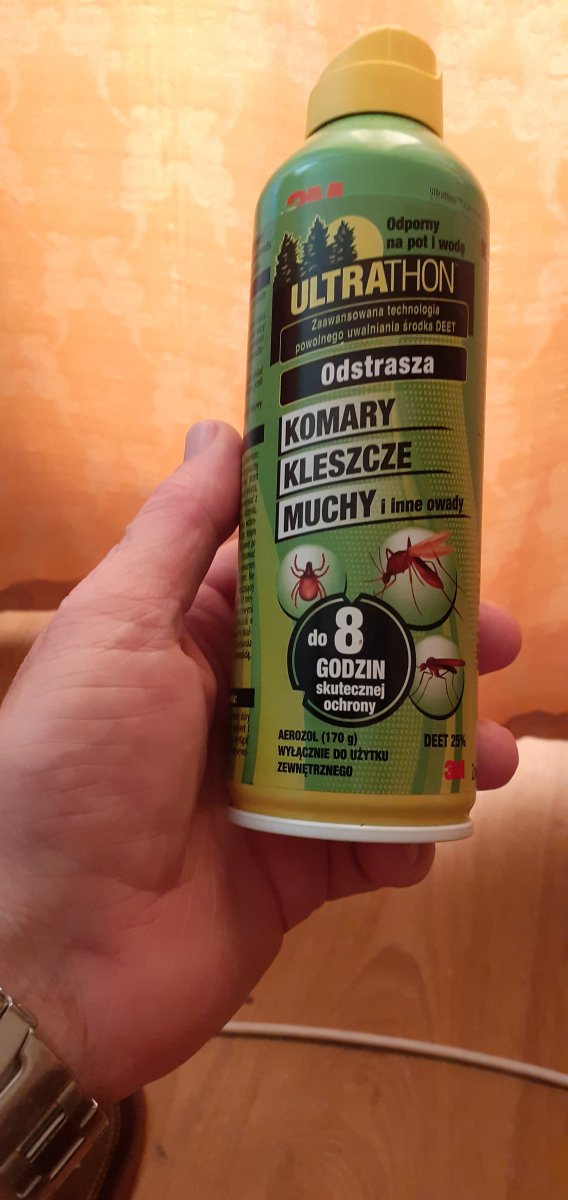 3M
Odporny
na pot i wodę
ULTRATHON
Zaawansowana technologia
powolnego uwalniania środka DEET
Odstrasza
KOMARY
KLESZCZE
MUCHY i inne owady
do 8
GODZIN
skutecznej
ochrony
AEROZOL (170 g)
WYŁĄCZNIE DO UŻYTKU
ZEWNĘTRZNEGO
DEET 25%
3M